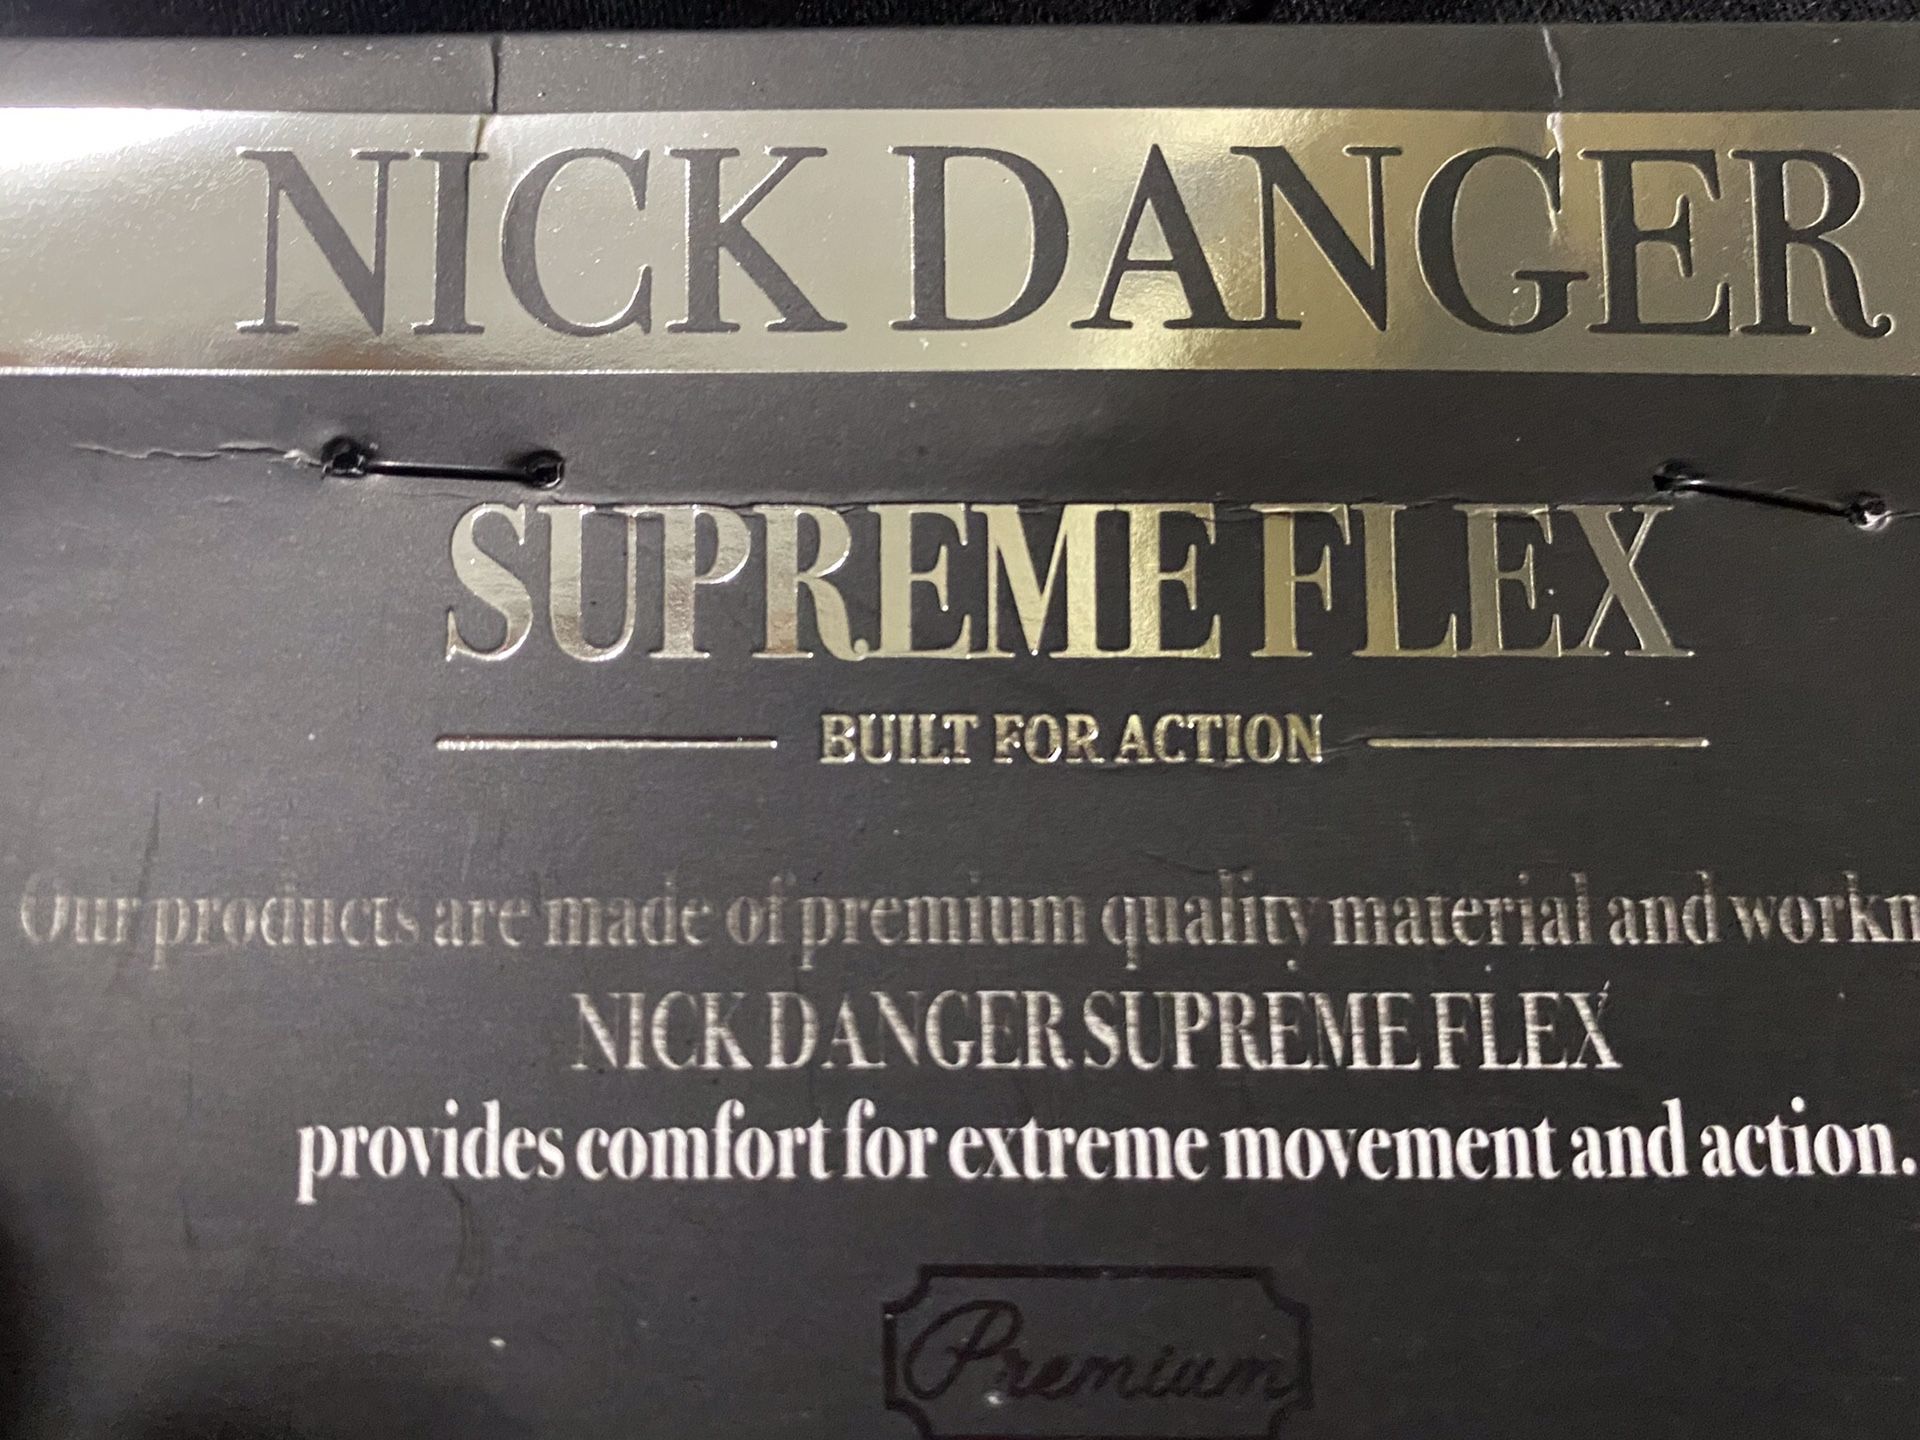 NICK DANGER
SUPREME FLEX
BUILT FOR ACTION
Our products are made of premium quality material and
NICK DANGER SUPREME FLEX
provides comfort for extreme movement and action.
Premium